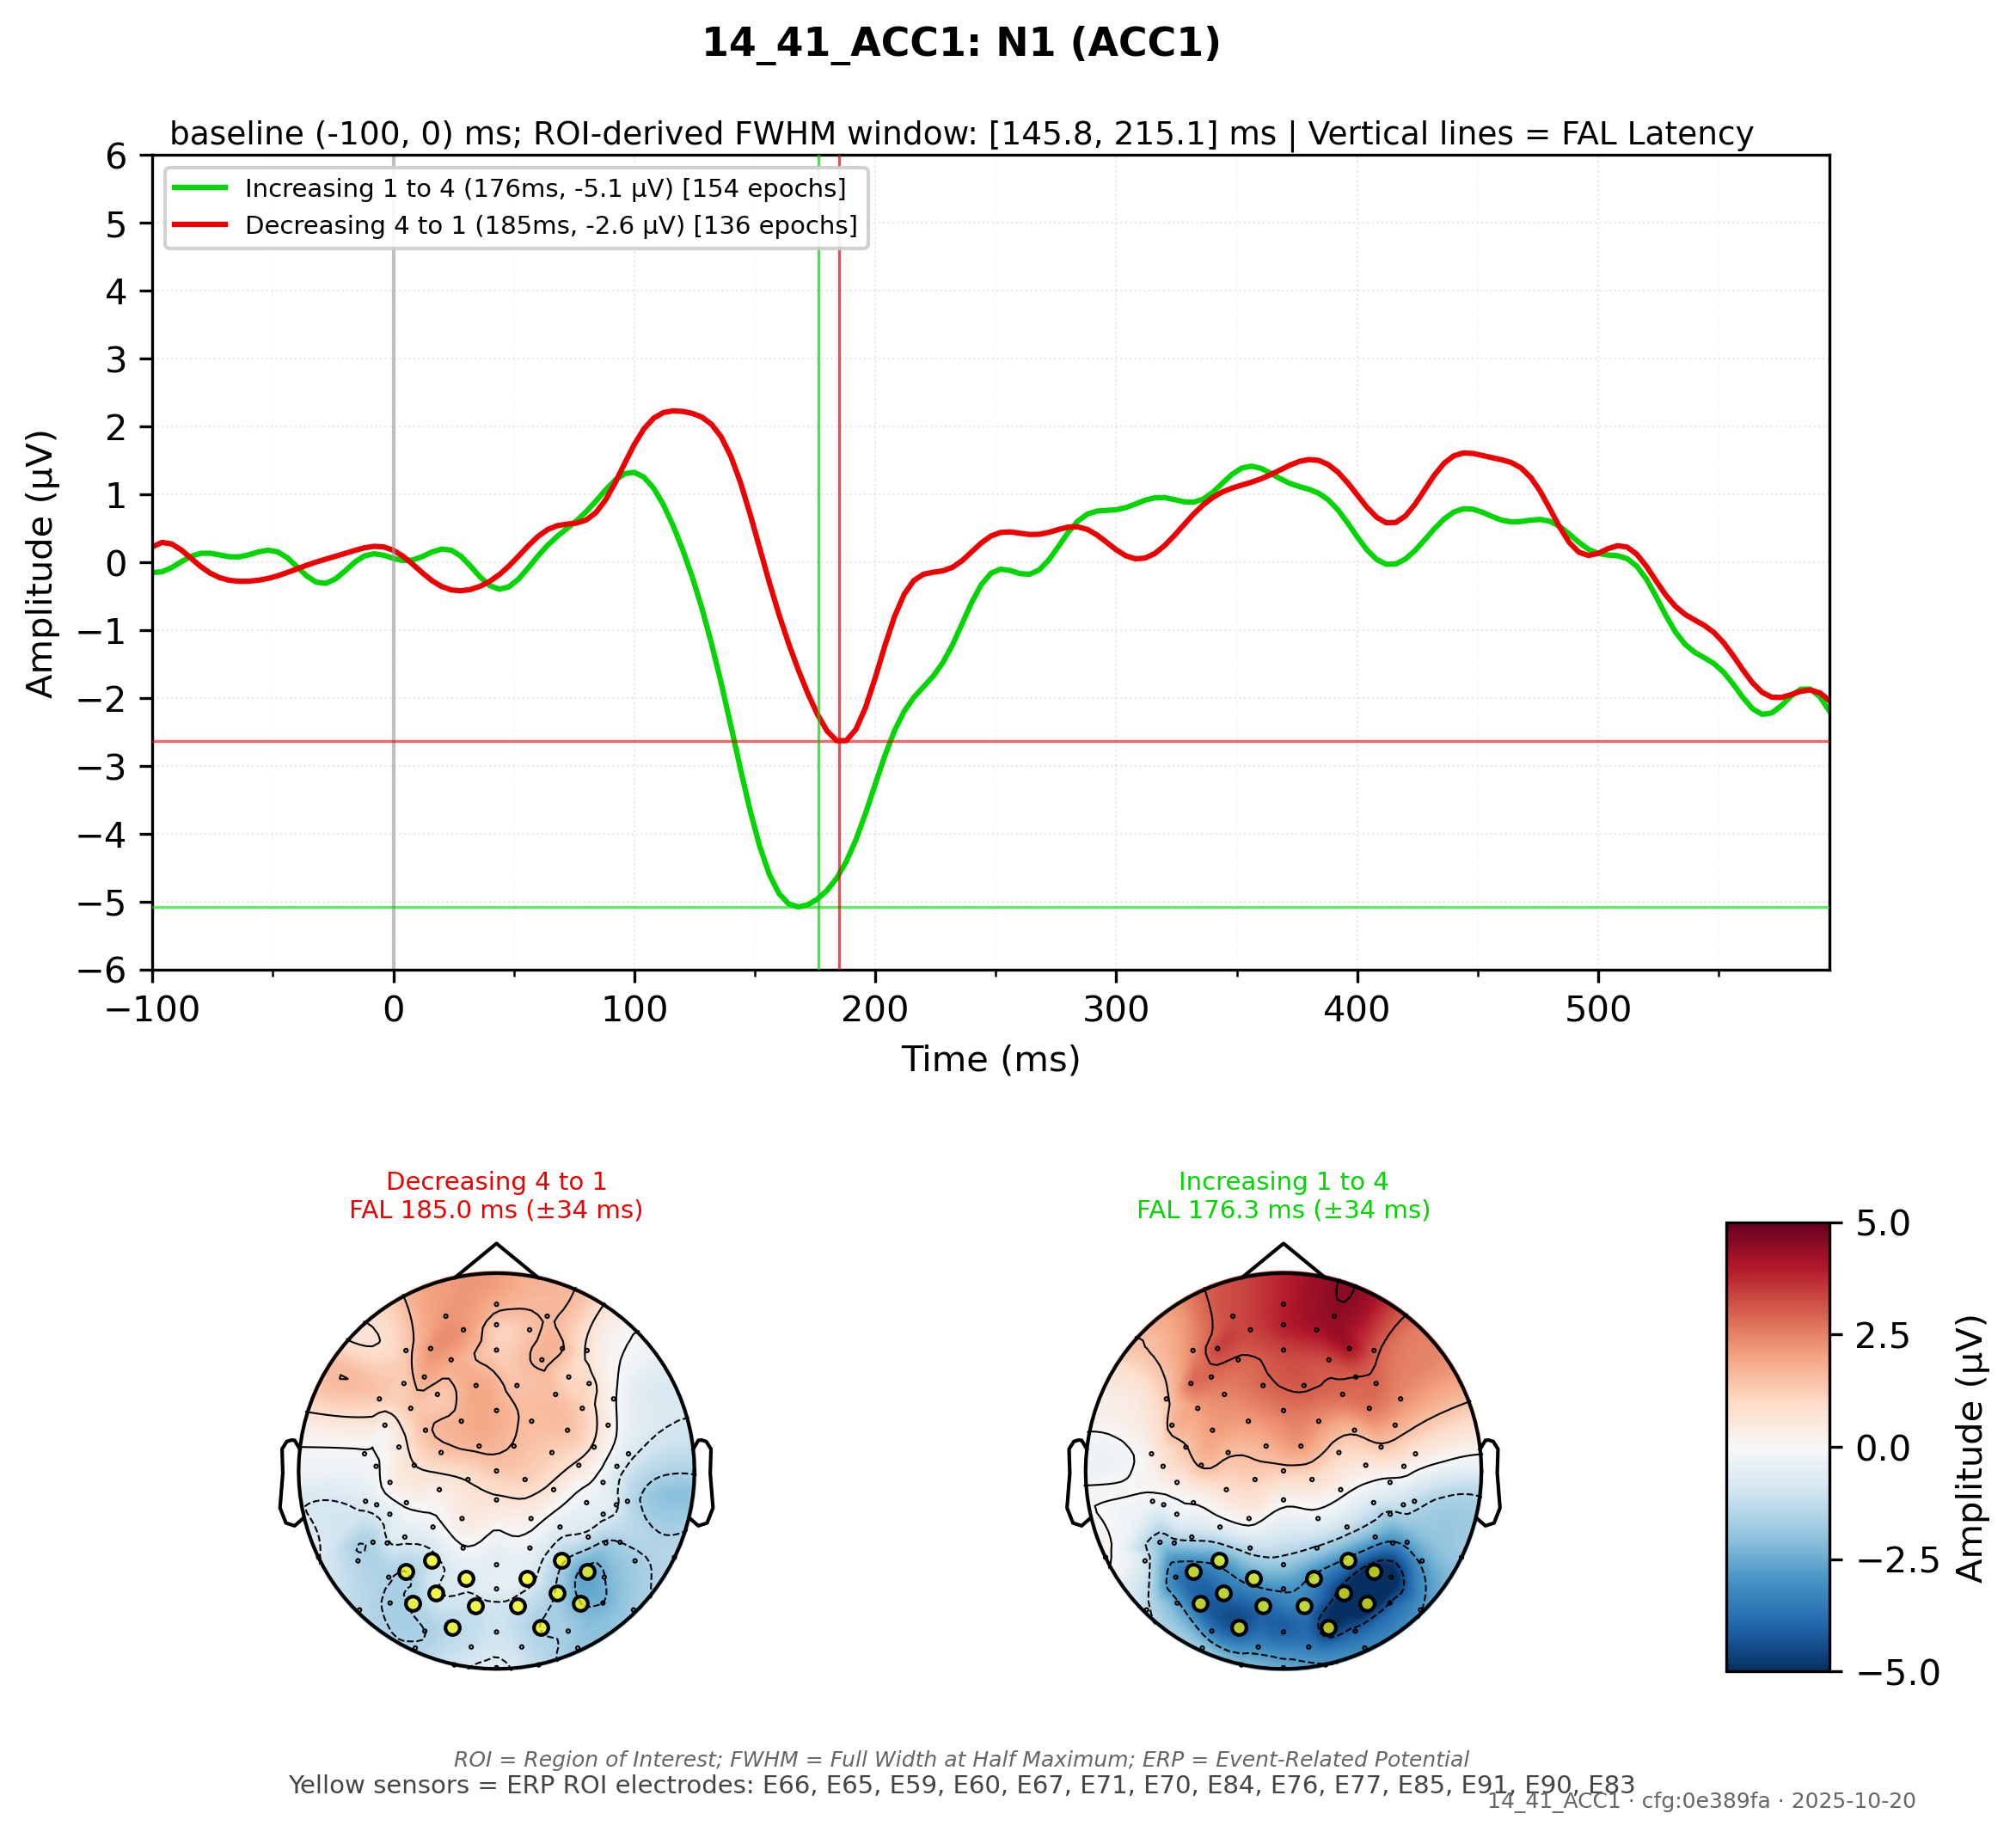 14_41_ACC1: N1 (ACC1)
baseline (-100, 0) ms; ROI-derived FWHM window: [145.8, 215.1] ms | Vertical lines = FAL Latency
Increasing 1 to 4 (176ms, -5.1 µV) [154 epochs]
Decreasing 4 to 1 (185ms, -2.6 µV) [136 epochs]
6
5
4
3
2
1
0
−1
−2
−3
−4
−5
−6
Amplitude (µV)
−100 0 100 200 300 400 500
Time (ms)
Decreasing 4 to 1
FAL 185.0 ms (±34 ms)
Increasing 1 to 4
FAL 176.3 ms (±34 ms)
5.0
2.5
0.0
−2.5
−5.0
Amplitude (µV)
ROI = Region of Interest; FWHM = Full Width at Half Maximum; ERP = Event-Related Potential
Yellow sensors = ERP ROI electrodes: E66, E65, E59, E60, E67, E71, E70, E84, E76, E77, E85, E91, E90, E83
14_41_ACC1 · cfg:0e389fa · 2025-10-20